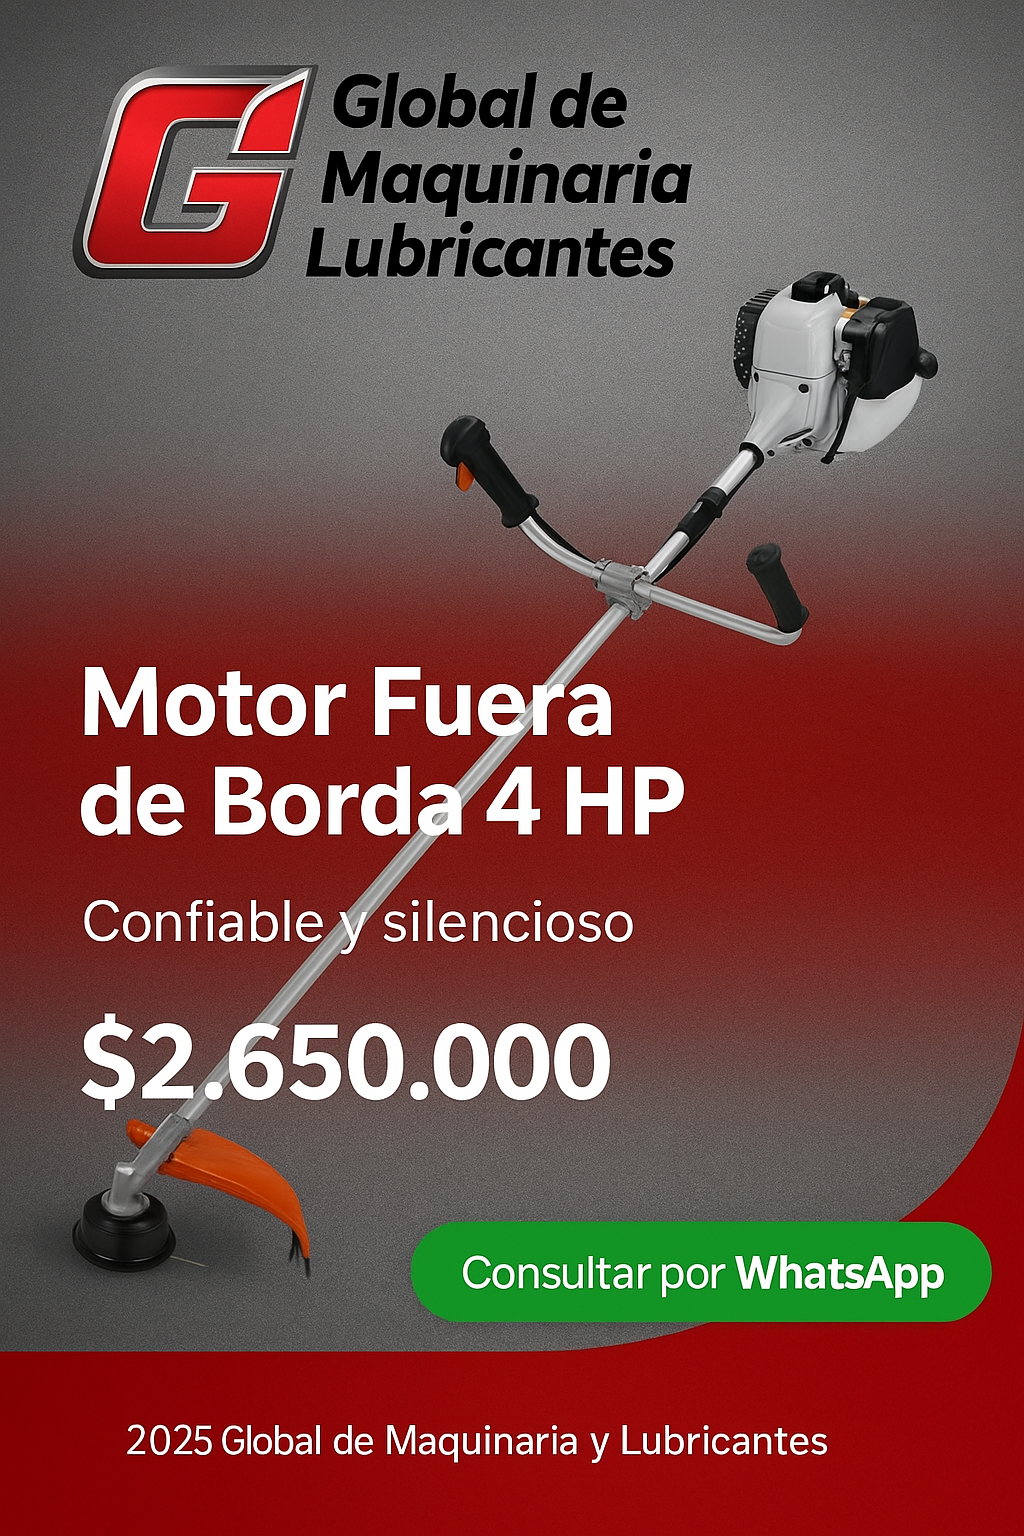 Global de
Maquinaria
Lubricantes
Motor Fuera
de Borda 4 HP
Confiable y silencioso
$2.650.000
Consultar por WhatsApp
2025 Global de Maquinaria y Lubricantes